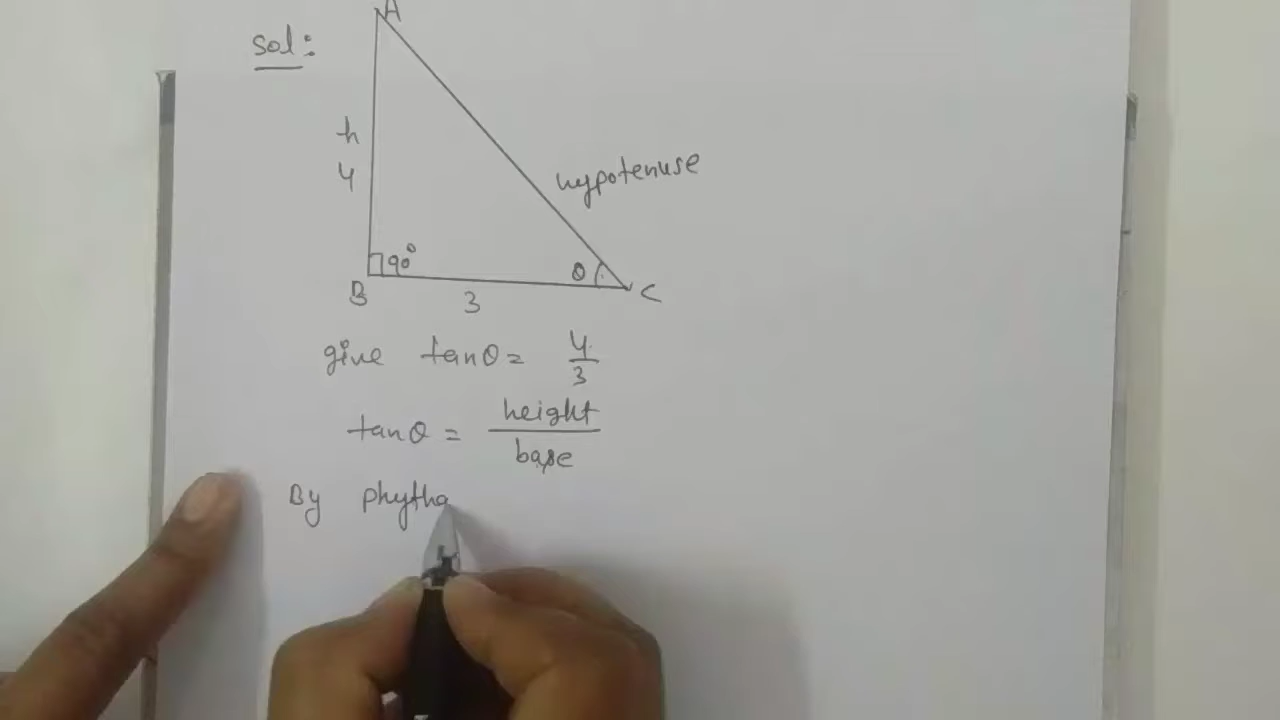 Sol:
A
h
4
hypotenuse
90°
θ
B
3
C
give tanθ = 4/3
tanθ = height/base
By phytha